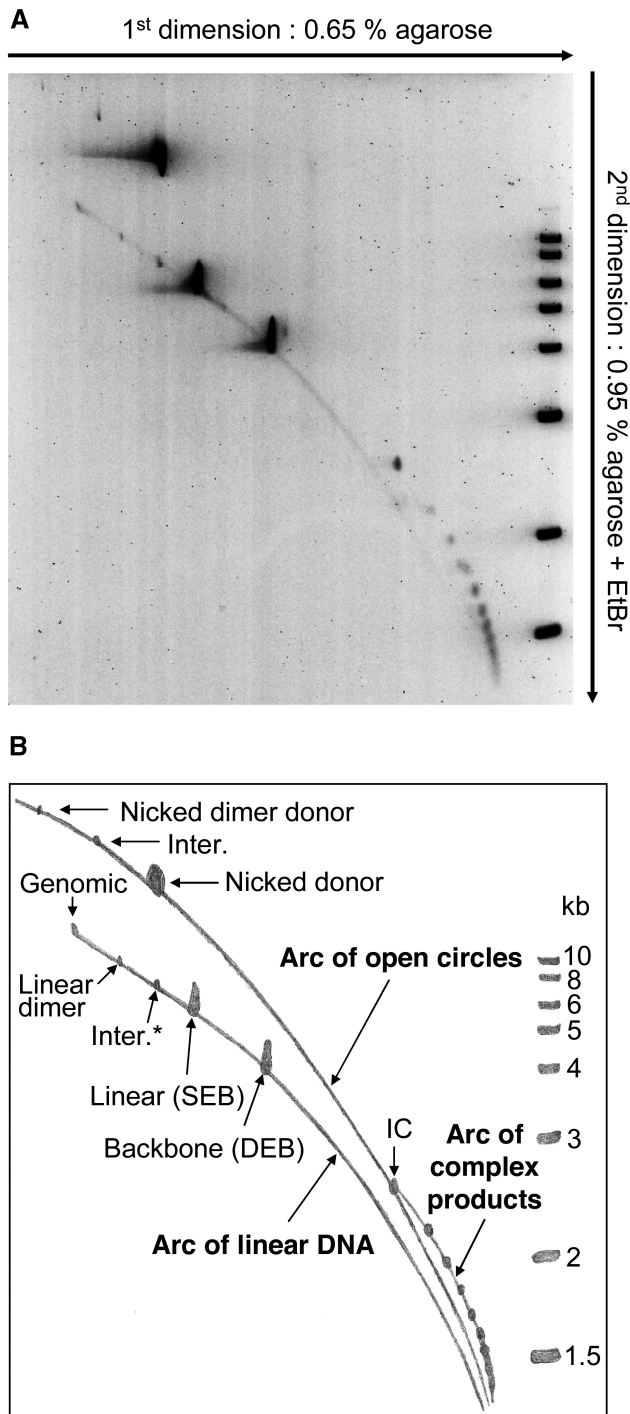 A
1st dimension : 0.65 % agarose
2nd dimension : 0.95 % agarose + EtBr
B
Nicked dimer donor
Inter.
Genomic
Nicked donor
kb
Arc of open circles
10
8
Linear
dimer
6
5
Inter.*
4
Linear (SEB)
IC
Arc of
complex
products
3
Backbone (DEB)
Arc of linear DNA
2
1.5